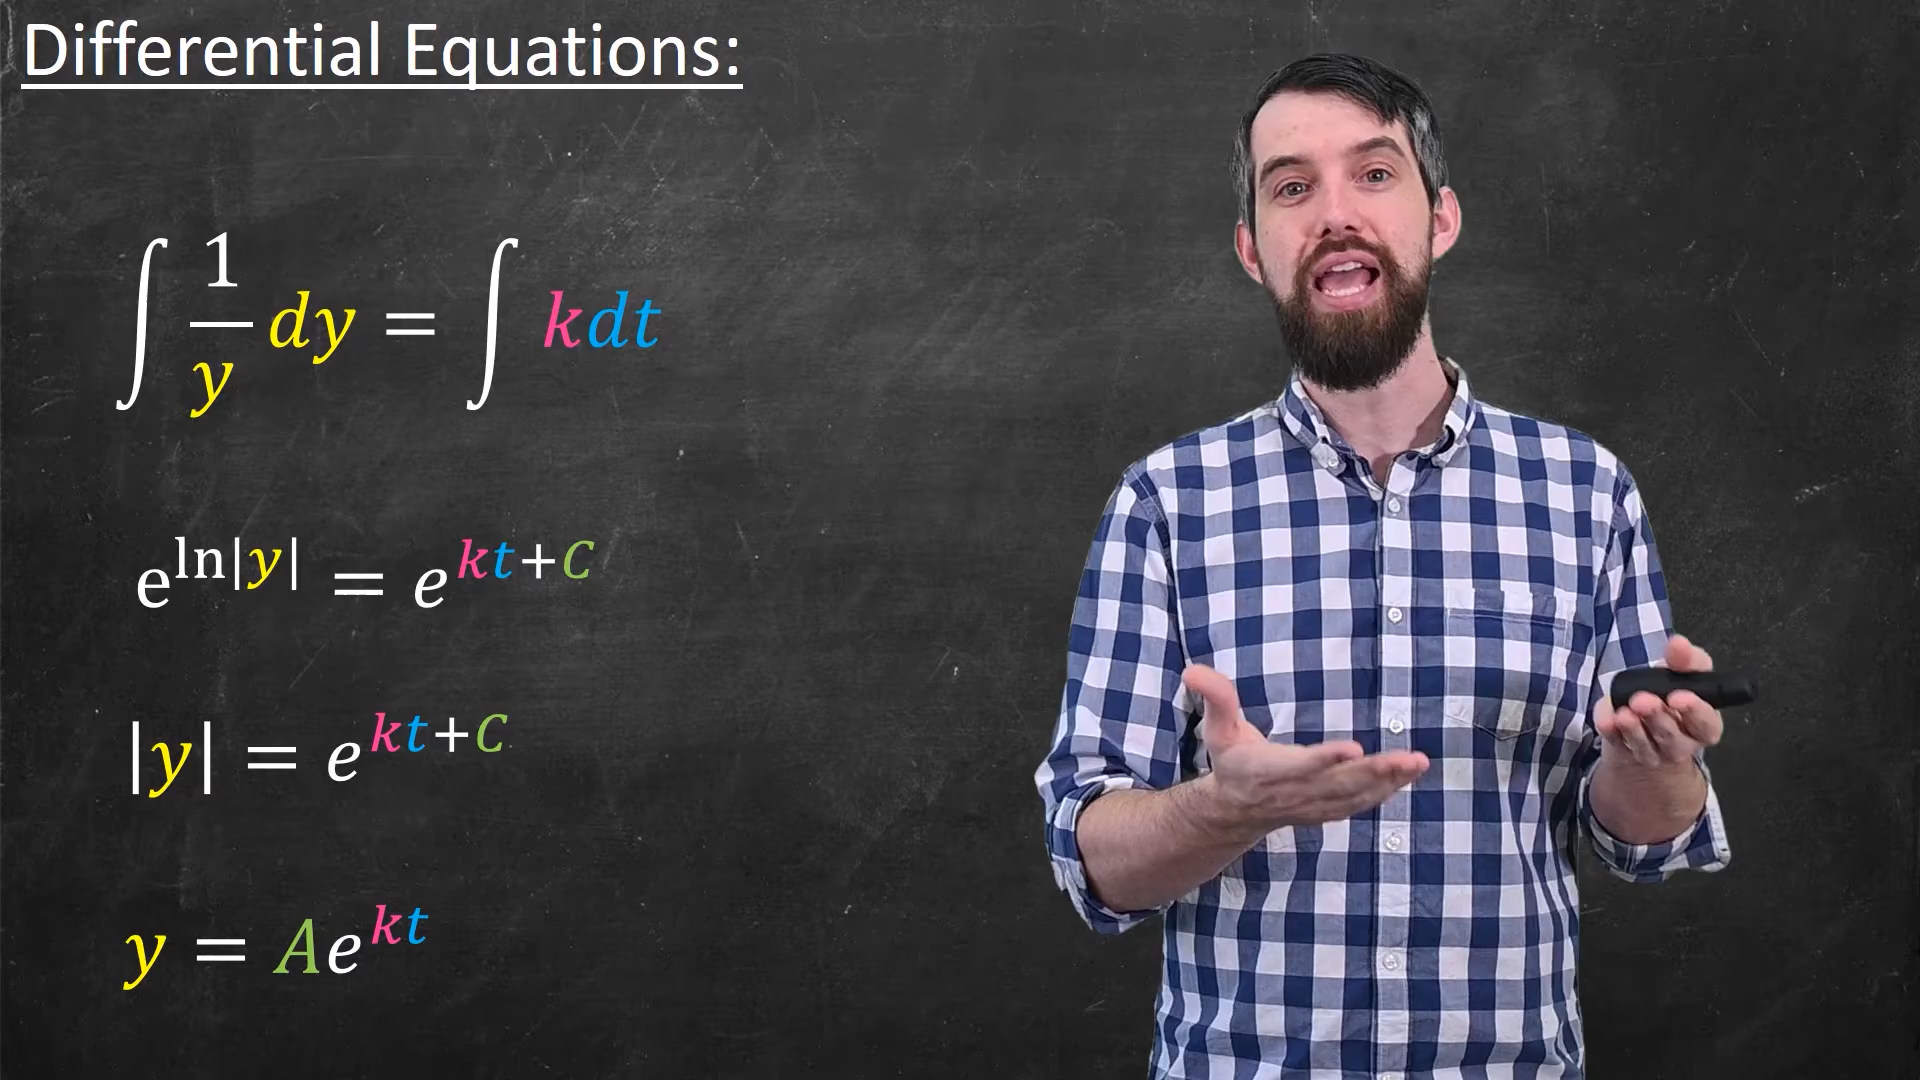 Differential Equations:
∫ 1/y dy = ∫ kdt
e^{ln|y|} = e^{kt+C}
|y| = e^{kt+C}
y = Ae^{kt}